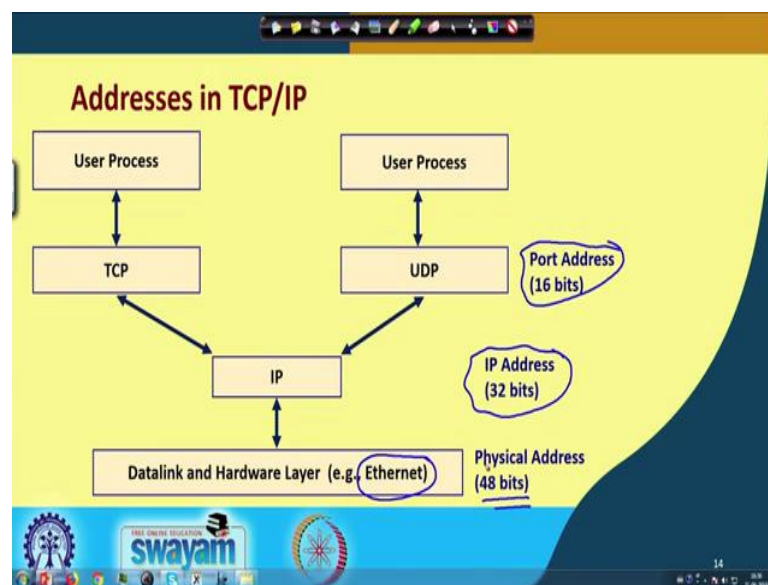 Addresses in TCP/IP
User Process
User Process
TCP
UDP
Port Address
(16 bits)
IP
IP Address
(32 bits)
Datalink and Hardware Layer (e.g., Ethernet)
Physical Address
(48 bits)
FREE ONLINE EDUCATION
swayam
14